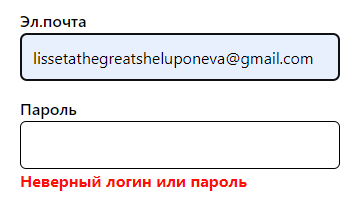 Эл.почта
lissetathegreatsheluponeva@gmail.com
Пароль
Неверный логин или пароль